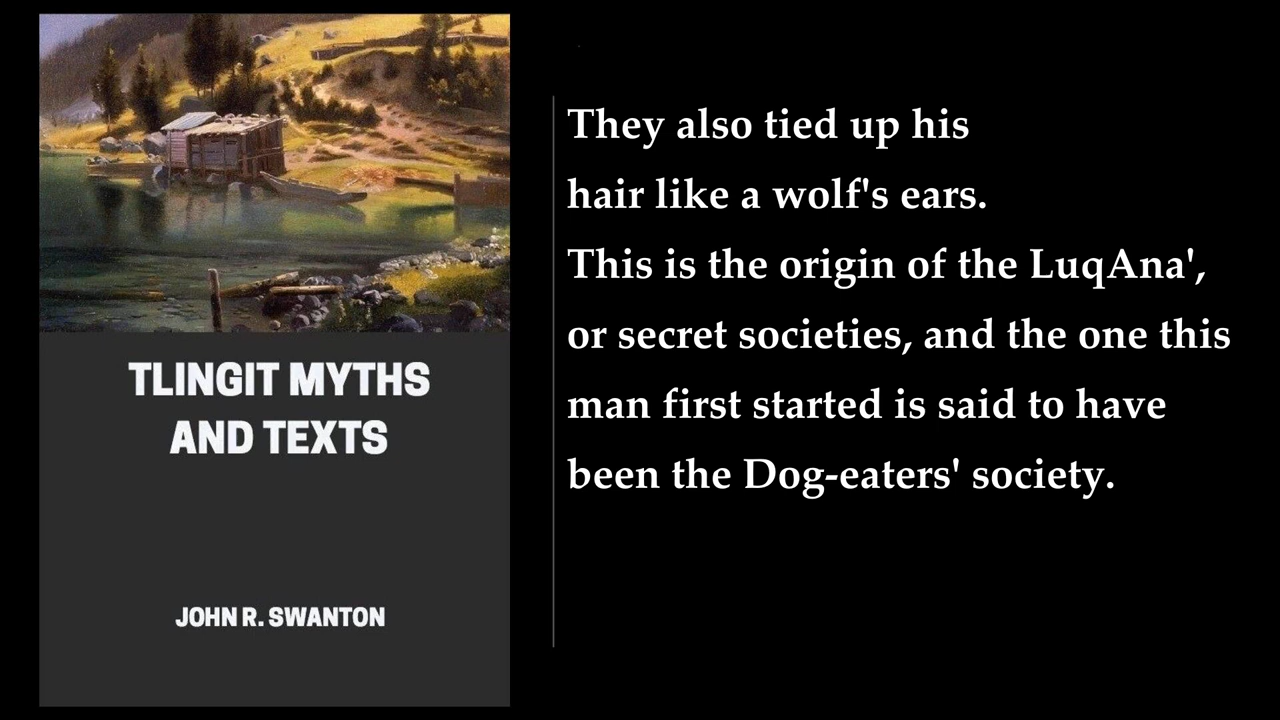 TLINGIT MYTHS
AND TEXTS
JOHN R. SWANTON
They also tied up his
hair like a wolf's ears.
This is the origin of the LuqAna',
or secret societies, and the one this
man first started is said to have
been the Dog-eaters' society.